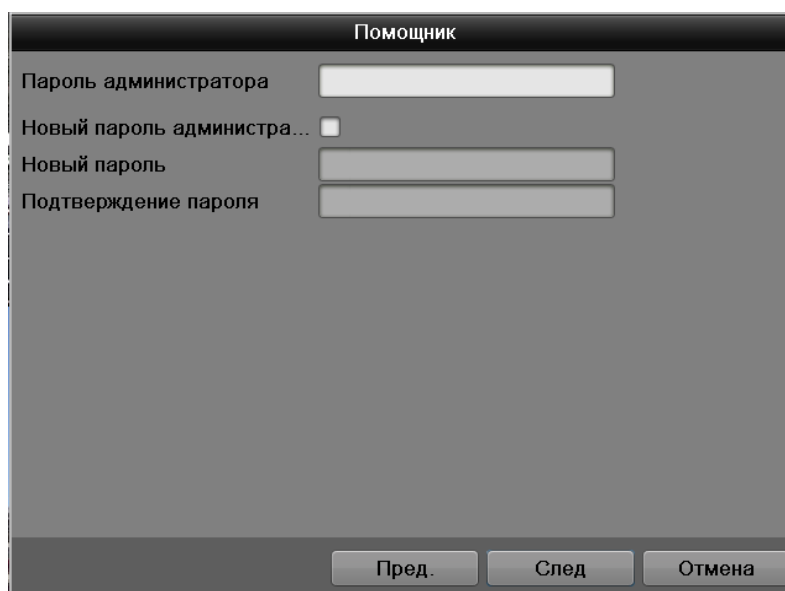 Помощник
Пароль администратора
Новый пароль администра...
Новый пароль
Подтверждение пароля
Пред.
След
Отмена